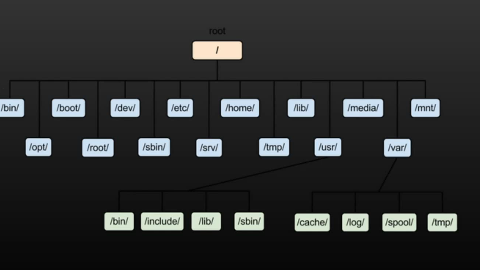 root
/
/bin/ /boot/ /dev/ /etc/ /home/ /lib/ /media/ /mnt/
/opt/ /root/ /sbin/ /srv/ /tmp/ /usr/ /var/
/bin/ /include/ /lib/ /sbin/ /cache/ /log/ /spool/ /tmp/